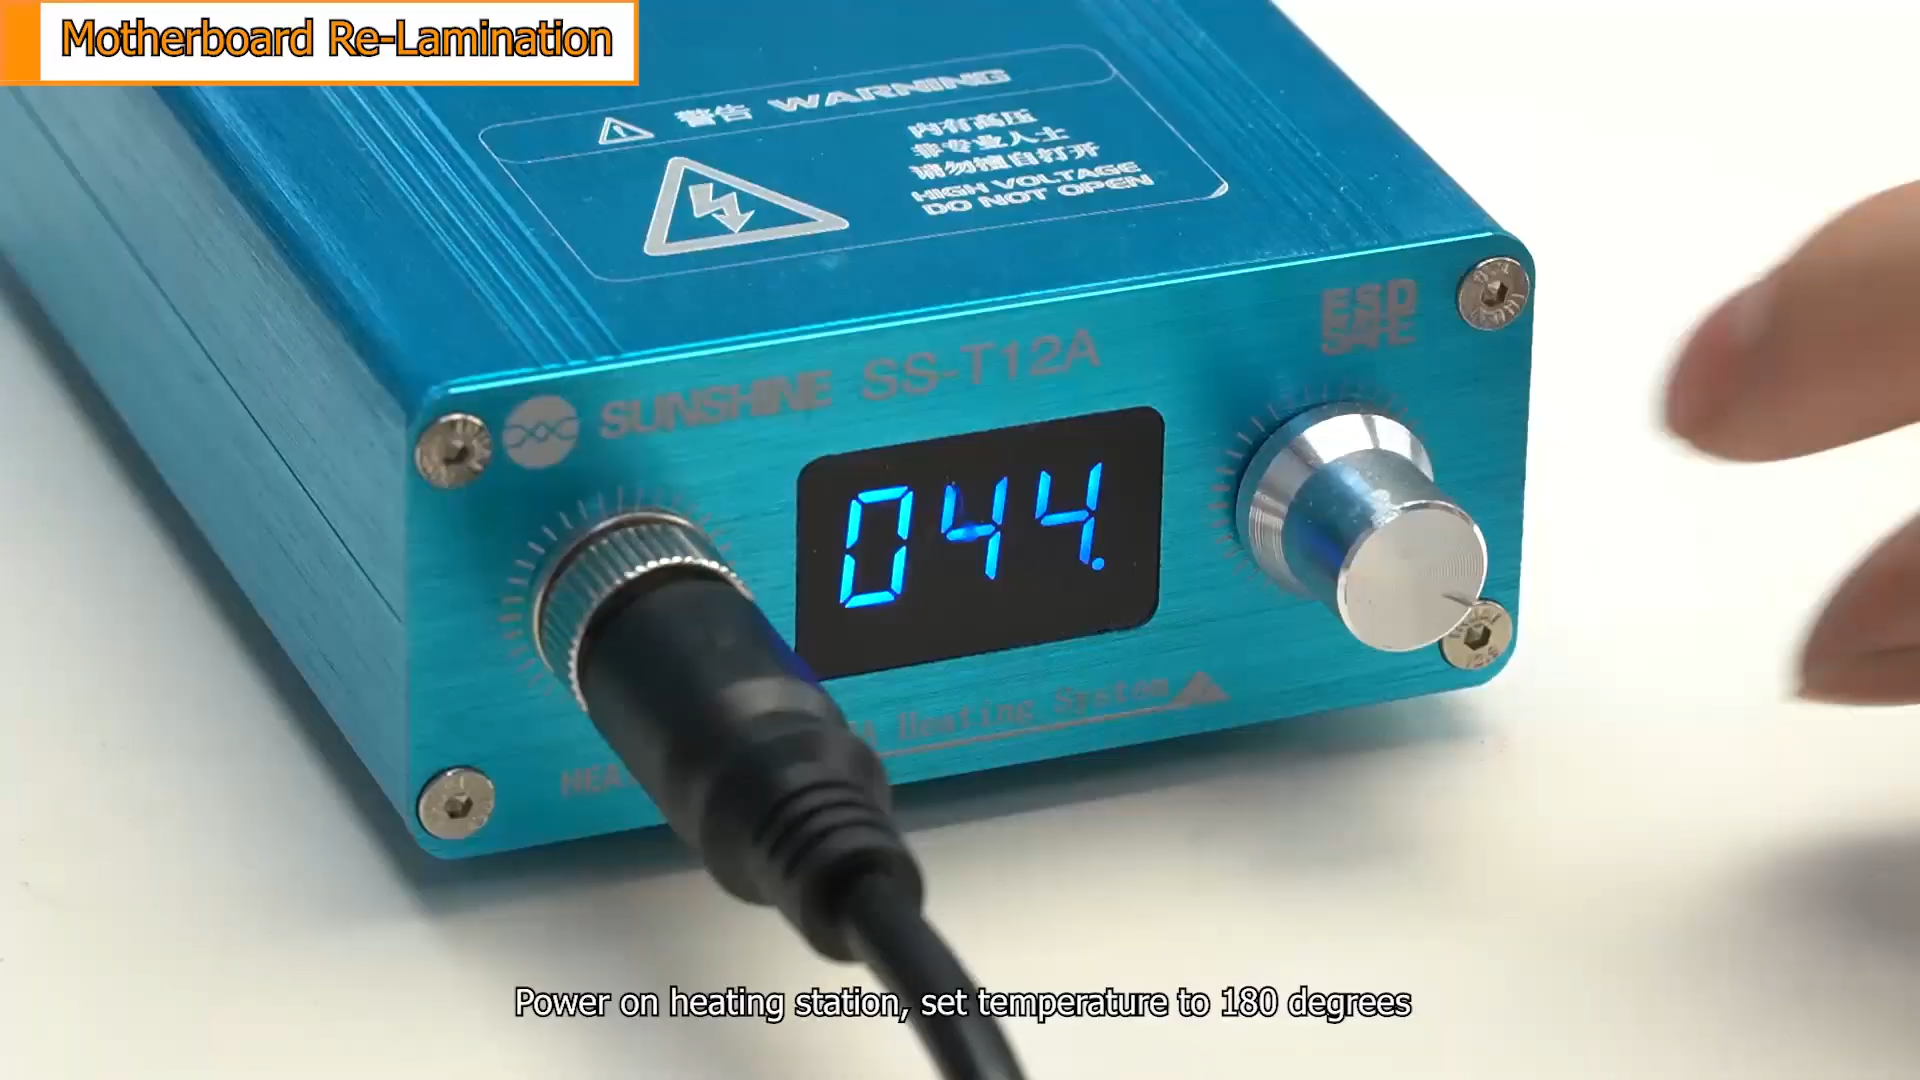 Motherboard Re-Lamination
警告 WARNING
内有高压
非专业人士
请勿擅自打开
HIGH VOLTAGE
DO NOT OPEN
ESD
SAFE
SUNSHINE SS-T12A
044.
Heating System
Power on heating station, set temperature to 180 degrees